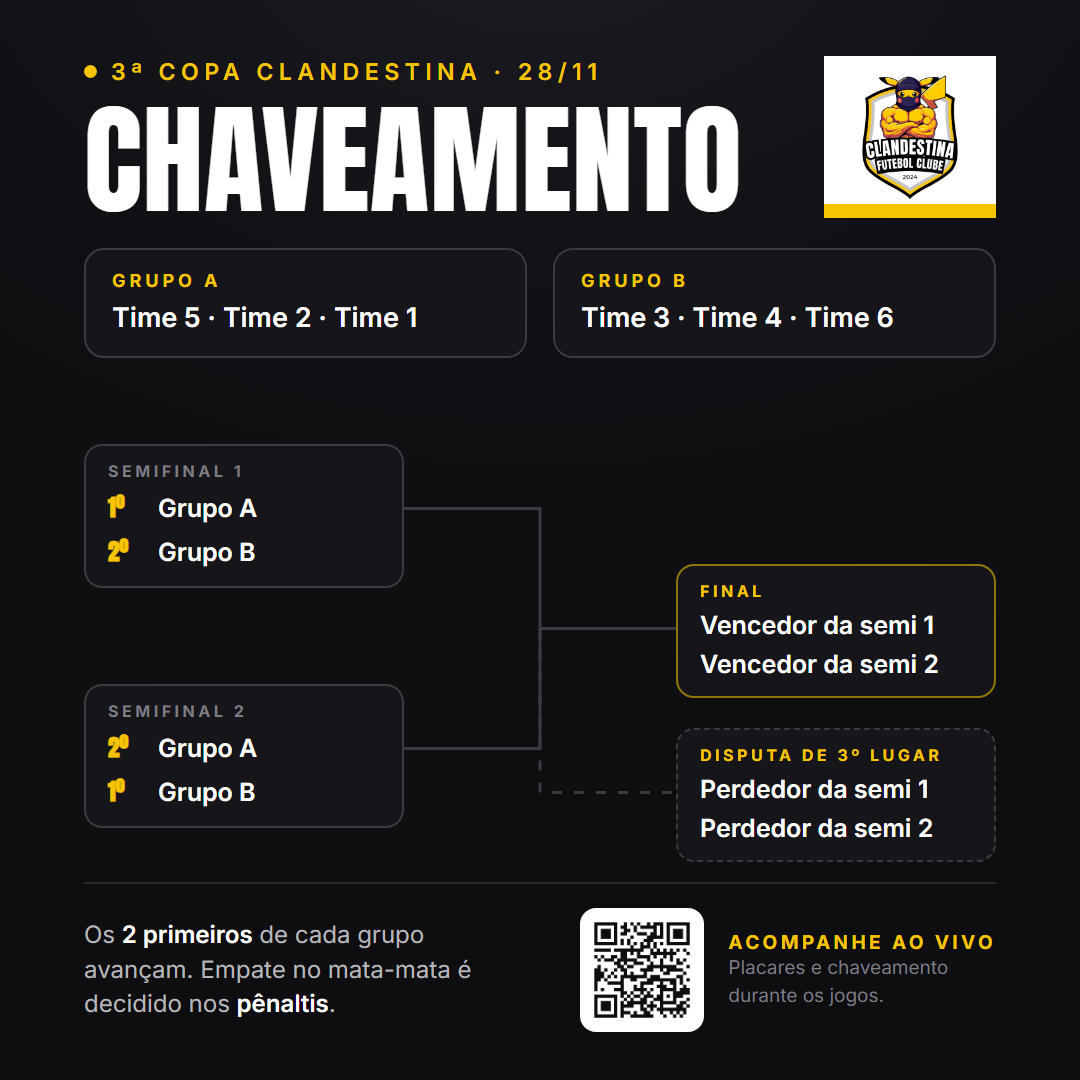 3ª COPA CLANDESTINA · 28/11
CHAVEAMENTO
CLANDESTINA
FUTEBOL CLUBE
2024
GRUPO A
Time 5 · Time 2 · Time 1
GRUPO B
Time 3 · Time 4 · Time 6
SEMIFINAL 1
1º Grupo A
2º Grupo B
SEMIFINAL 2
2º Grupo A
1º Grupo B
FINAL
Vencedor da semi 1
Vencedor da semi 2
DISPUTA DE 3º LUGAR
Perdedor da semi 1
Perdedor da semi 2
Os 2 primeiros de cada grupo
avançam. Empate no mata-mata é
decidido nos pênaltis.
ACOMPANHE AO VIVO
Placares e chaveamento
durante os jogos.